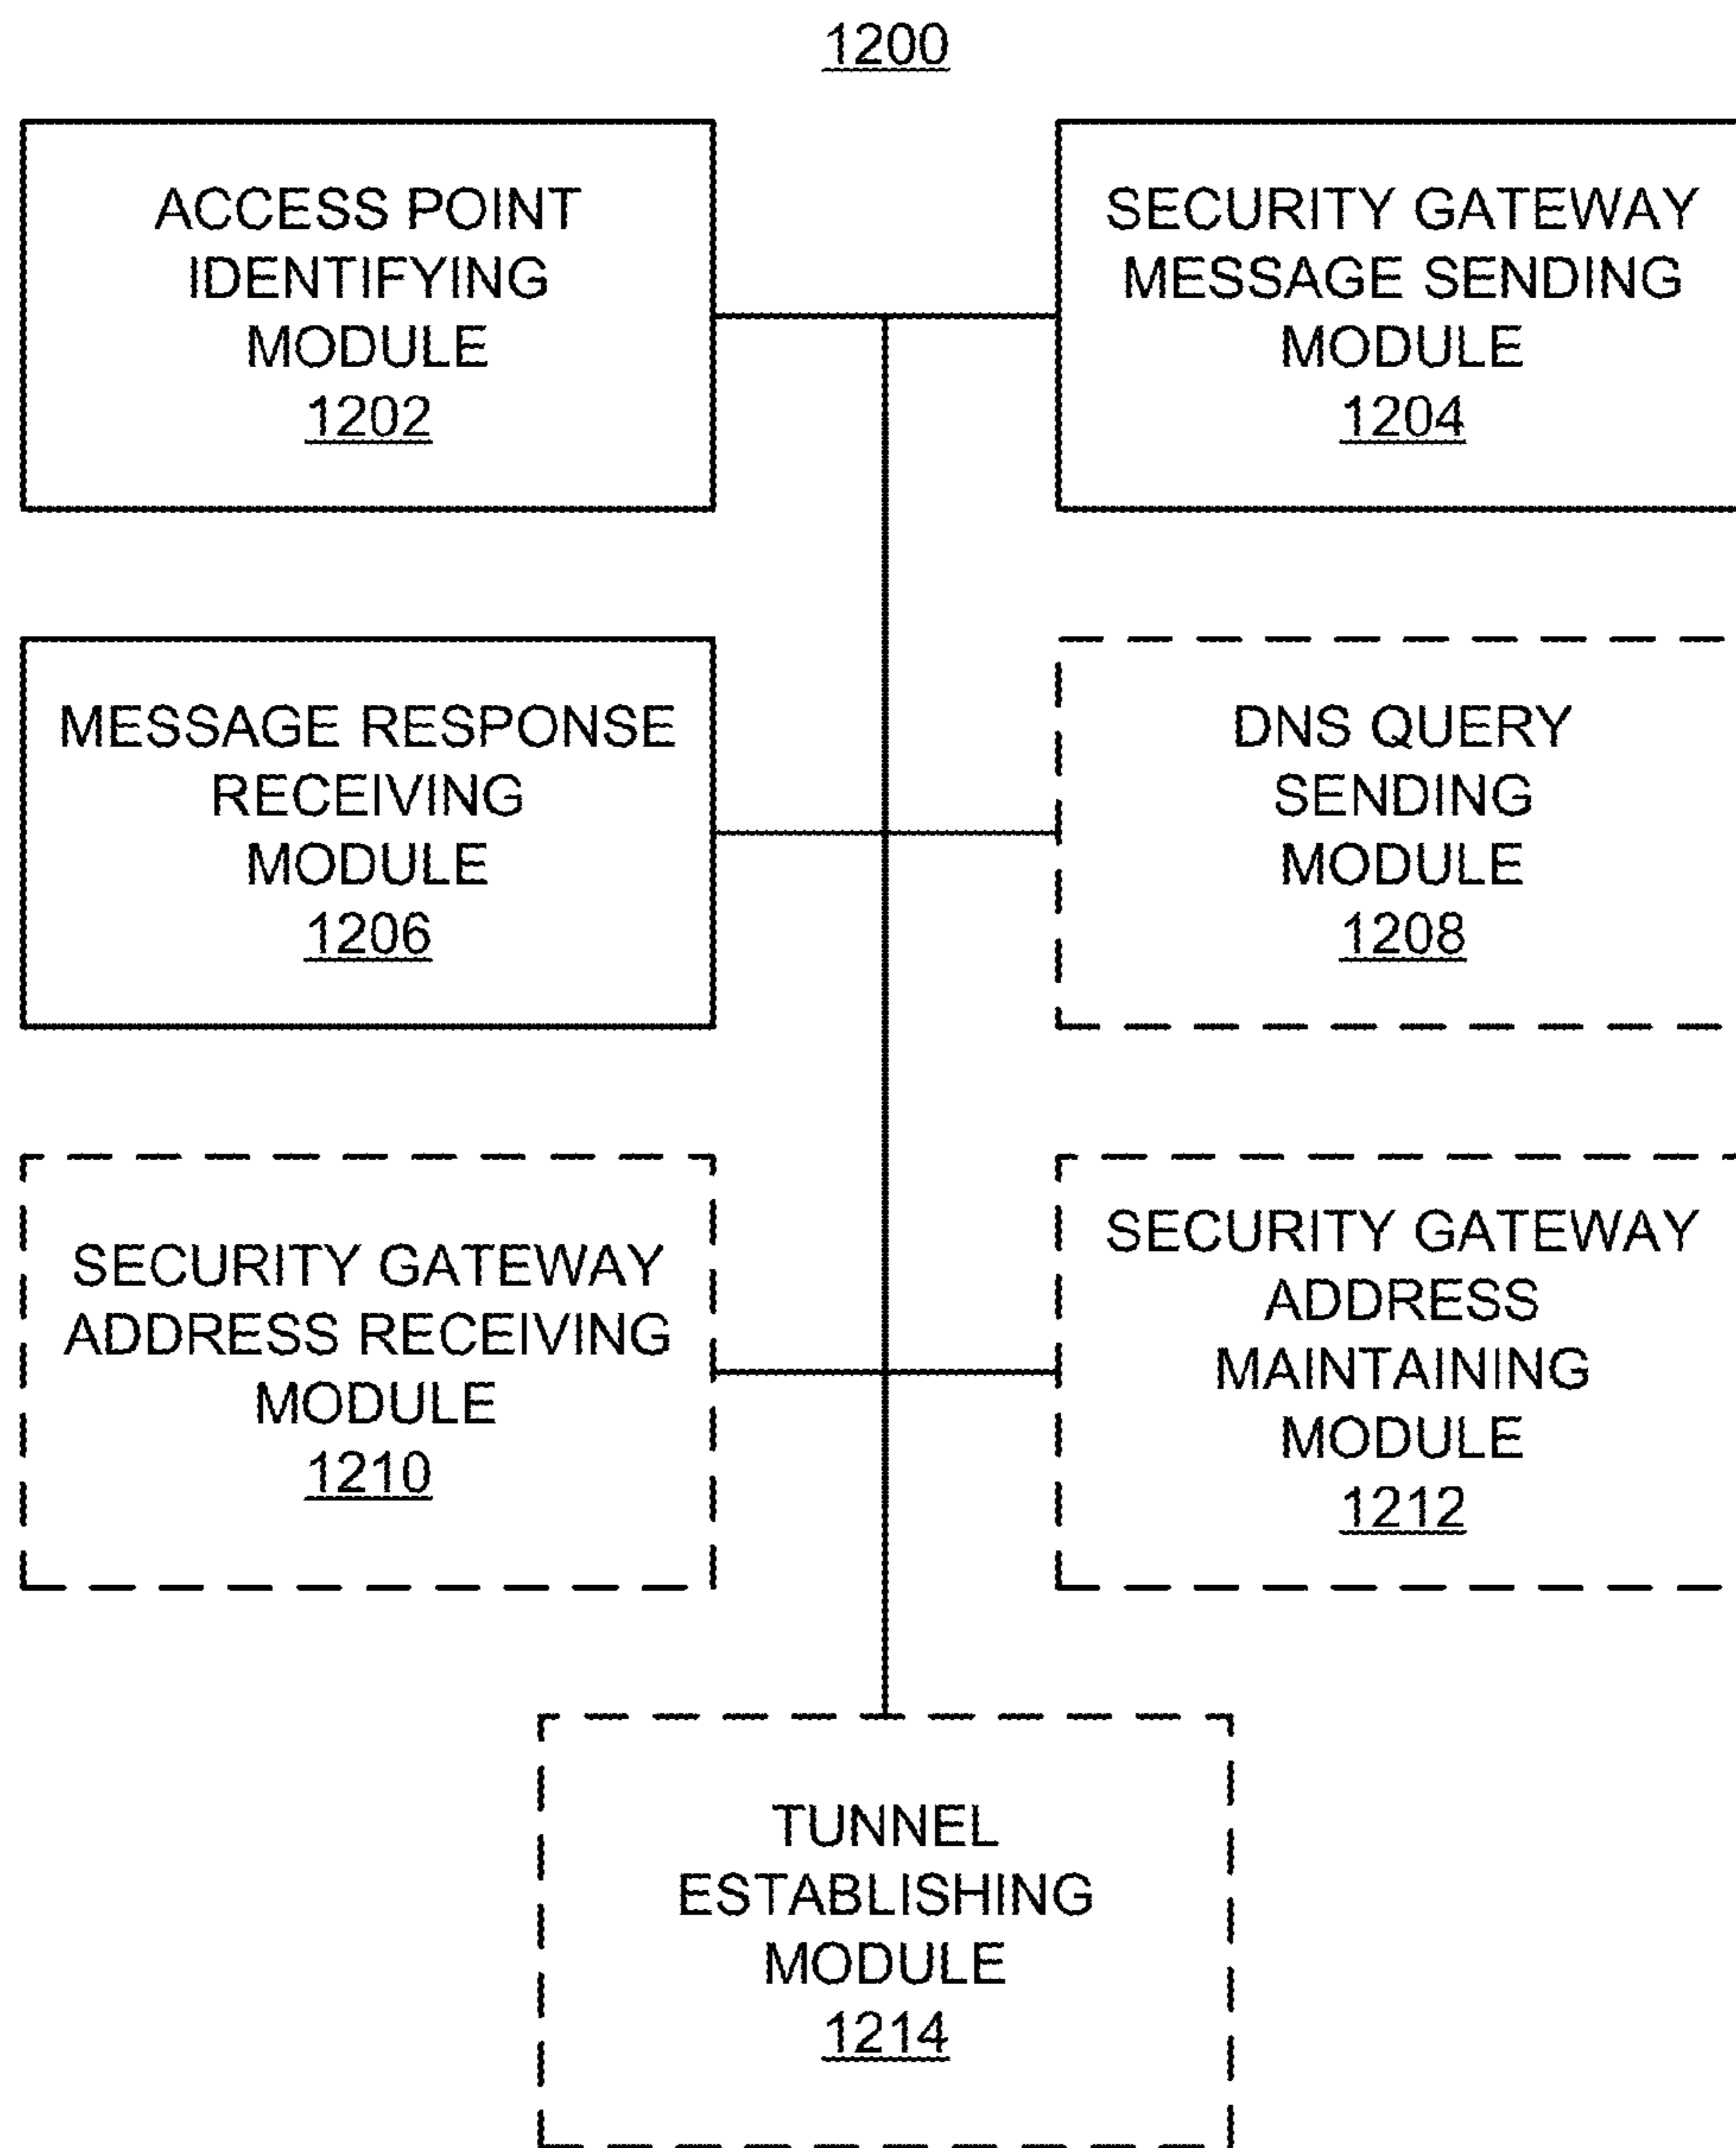 1200
ACCESS POINT
IDENTIFYING
MODULE
1202
SECURITY GATEWAY
MESSAGE SENDING
MODULE
1204
MESSAGE RESPONSE
RECEIVING
MODULE
1206
DNS QUERY
SENDING
MODULE
1208
SECURITY GATEWAY
ADDRESS RECEIVING
MODULE
1210
SECURITY GATEWAY
ADDRESS
MAINTAINING
MODULE
1212
TUNNEL
ESTABLISHING
MODULE
1214